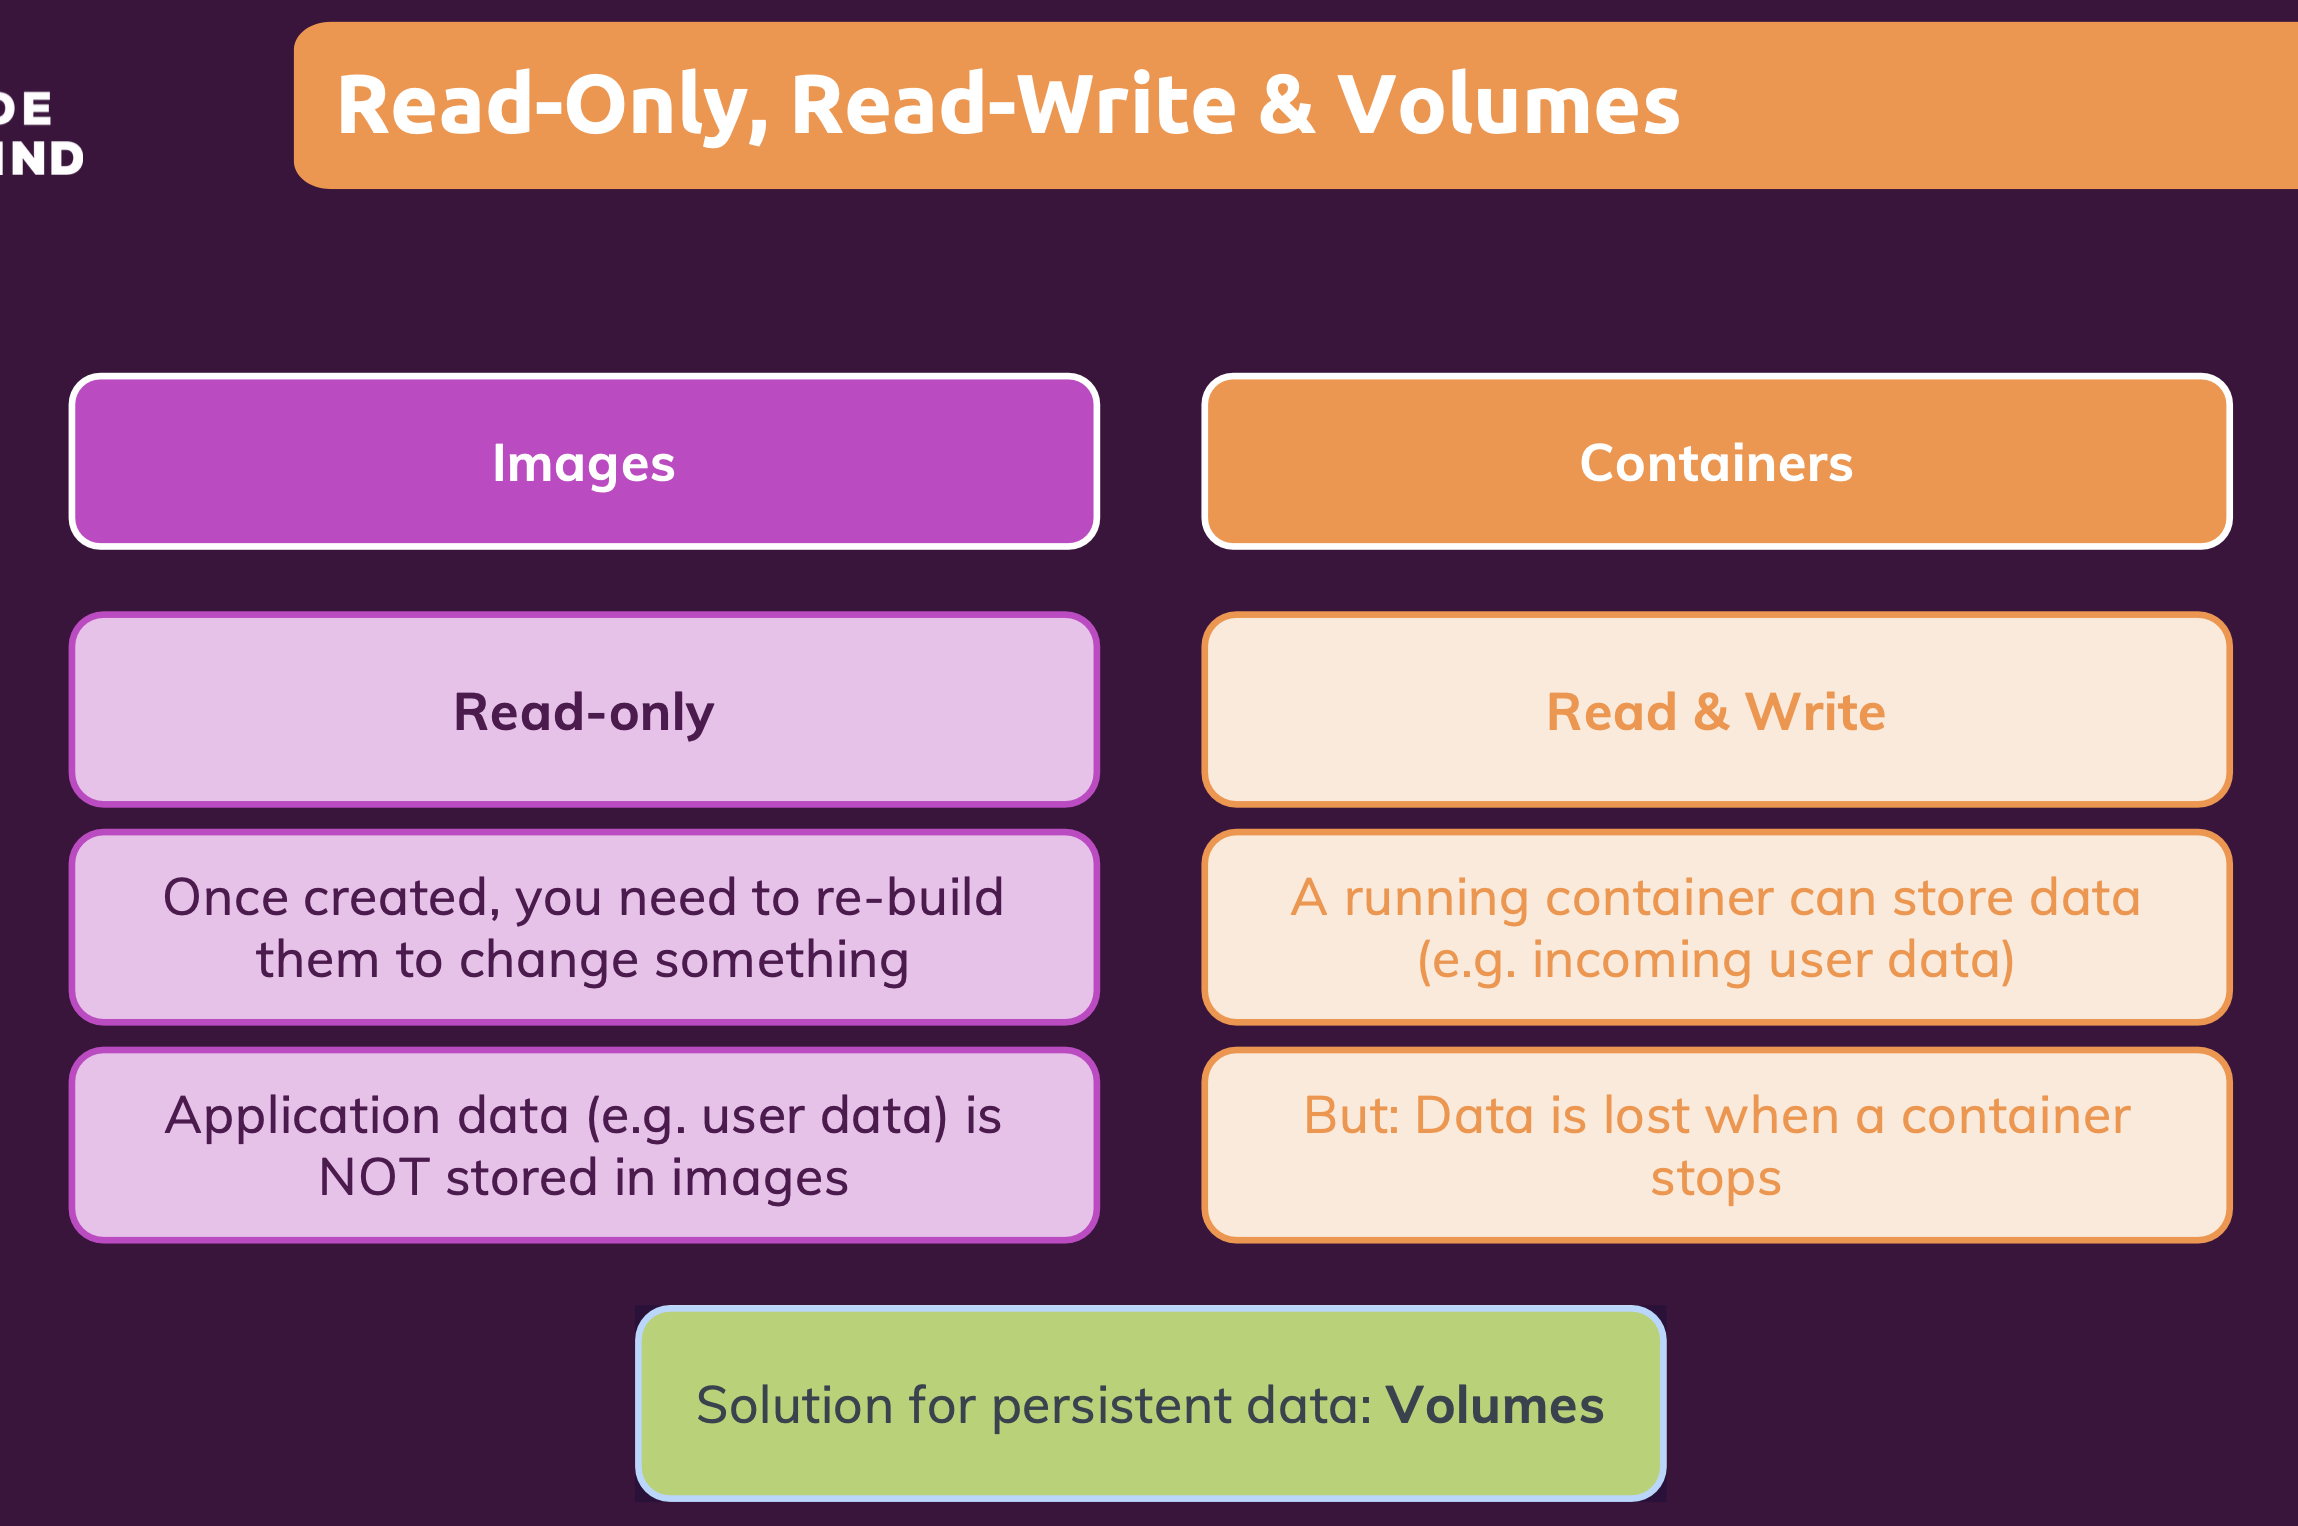 DE
IND
Read-Only, Read-Write & Volumes
Images
Containers
Read-only
Read & Write
Once created, you need to re-build
them to change something
A running container can store data
(e.g. incoming user data)
Application data (e.g. user data) is
NOT stored in images
But: Data is lost when a container
stops
Solution for persistent data: Volumes